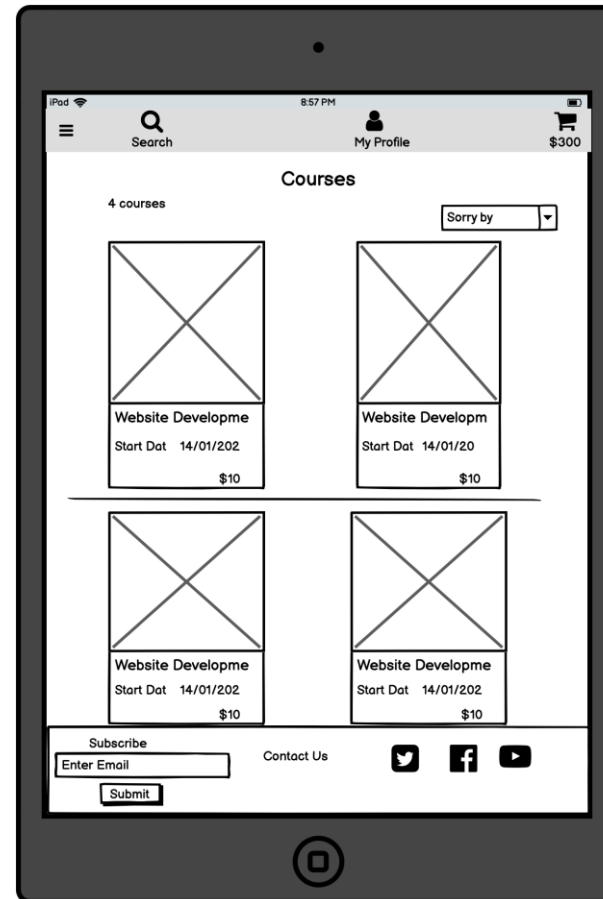 iPad 8:57 PM
Search My Profile $300
Courses
4 courses
Sorry by
Website Developme Website Developm
Start Dat 14/01/202 Start Dat 14/01/20
$10 $10
Website Developme Website Developme
Start Dat 14/01/202 Start Dat 14/01/202
$10 $10
Subscribe
Contact Us
Enter Email
Submit